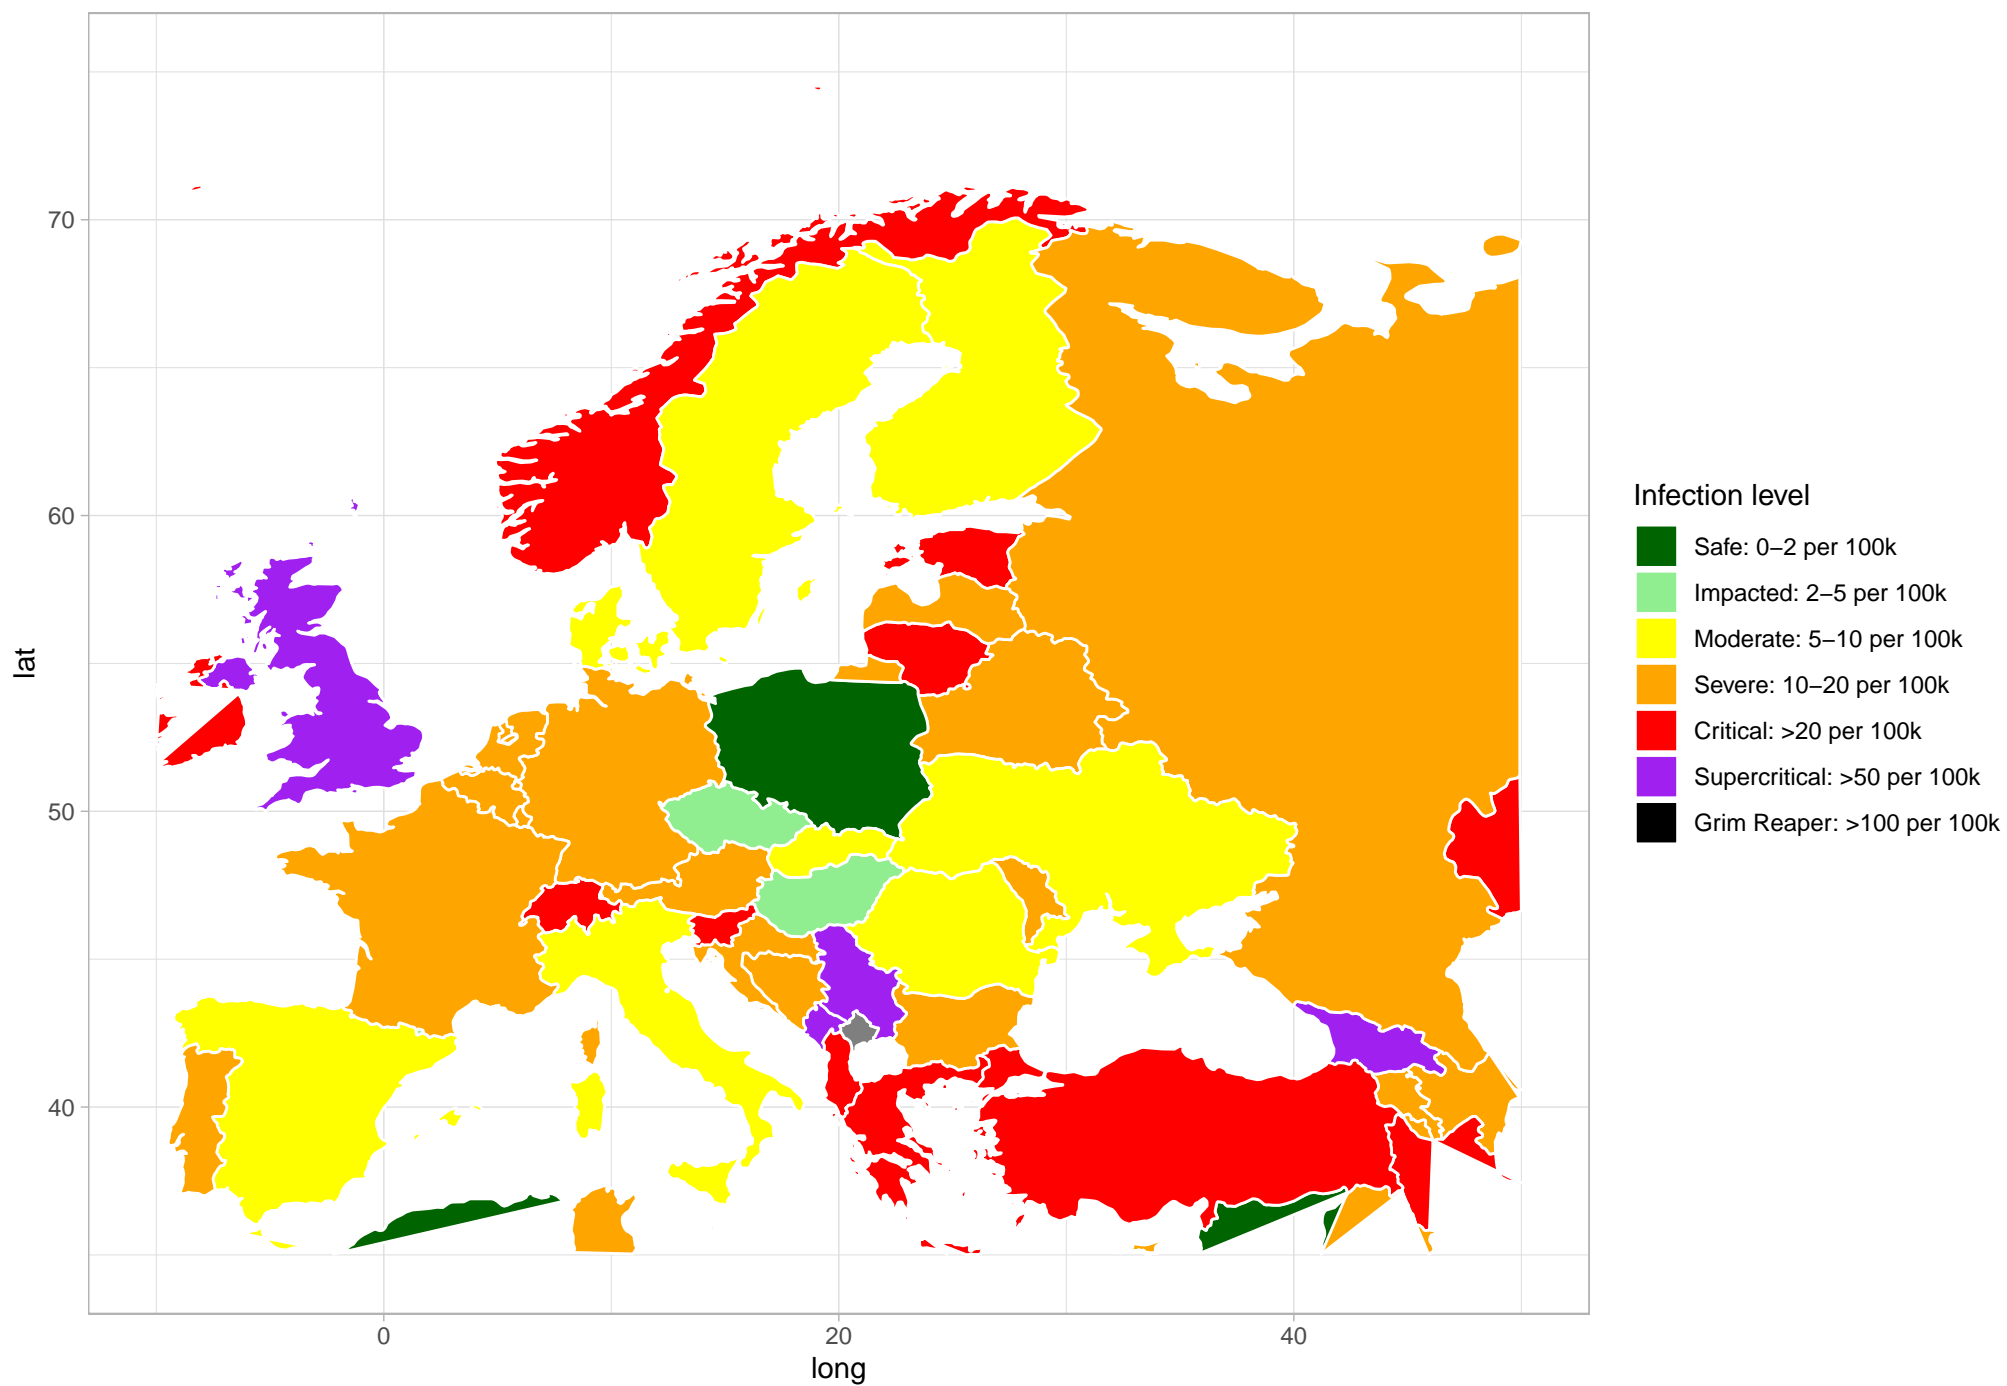 70
60
50
40
lat
0
20
40
long
Infection level
Safe: 0−2 per 100k
Impacted: 2−5 per 100k
Moderate: 5−10 per 100k
Severe: 10−20 per 100k
Critical: >20 per 100k
Supercritical: >50 per 100k
Grim Reaper: >100 per 100k